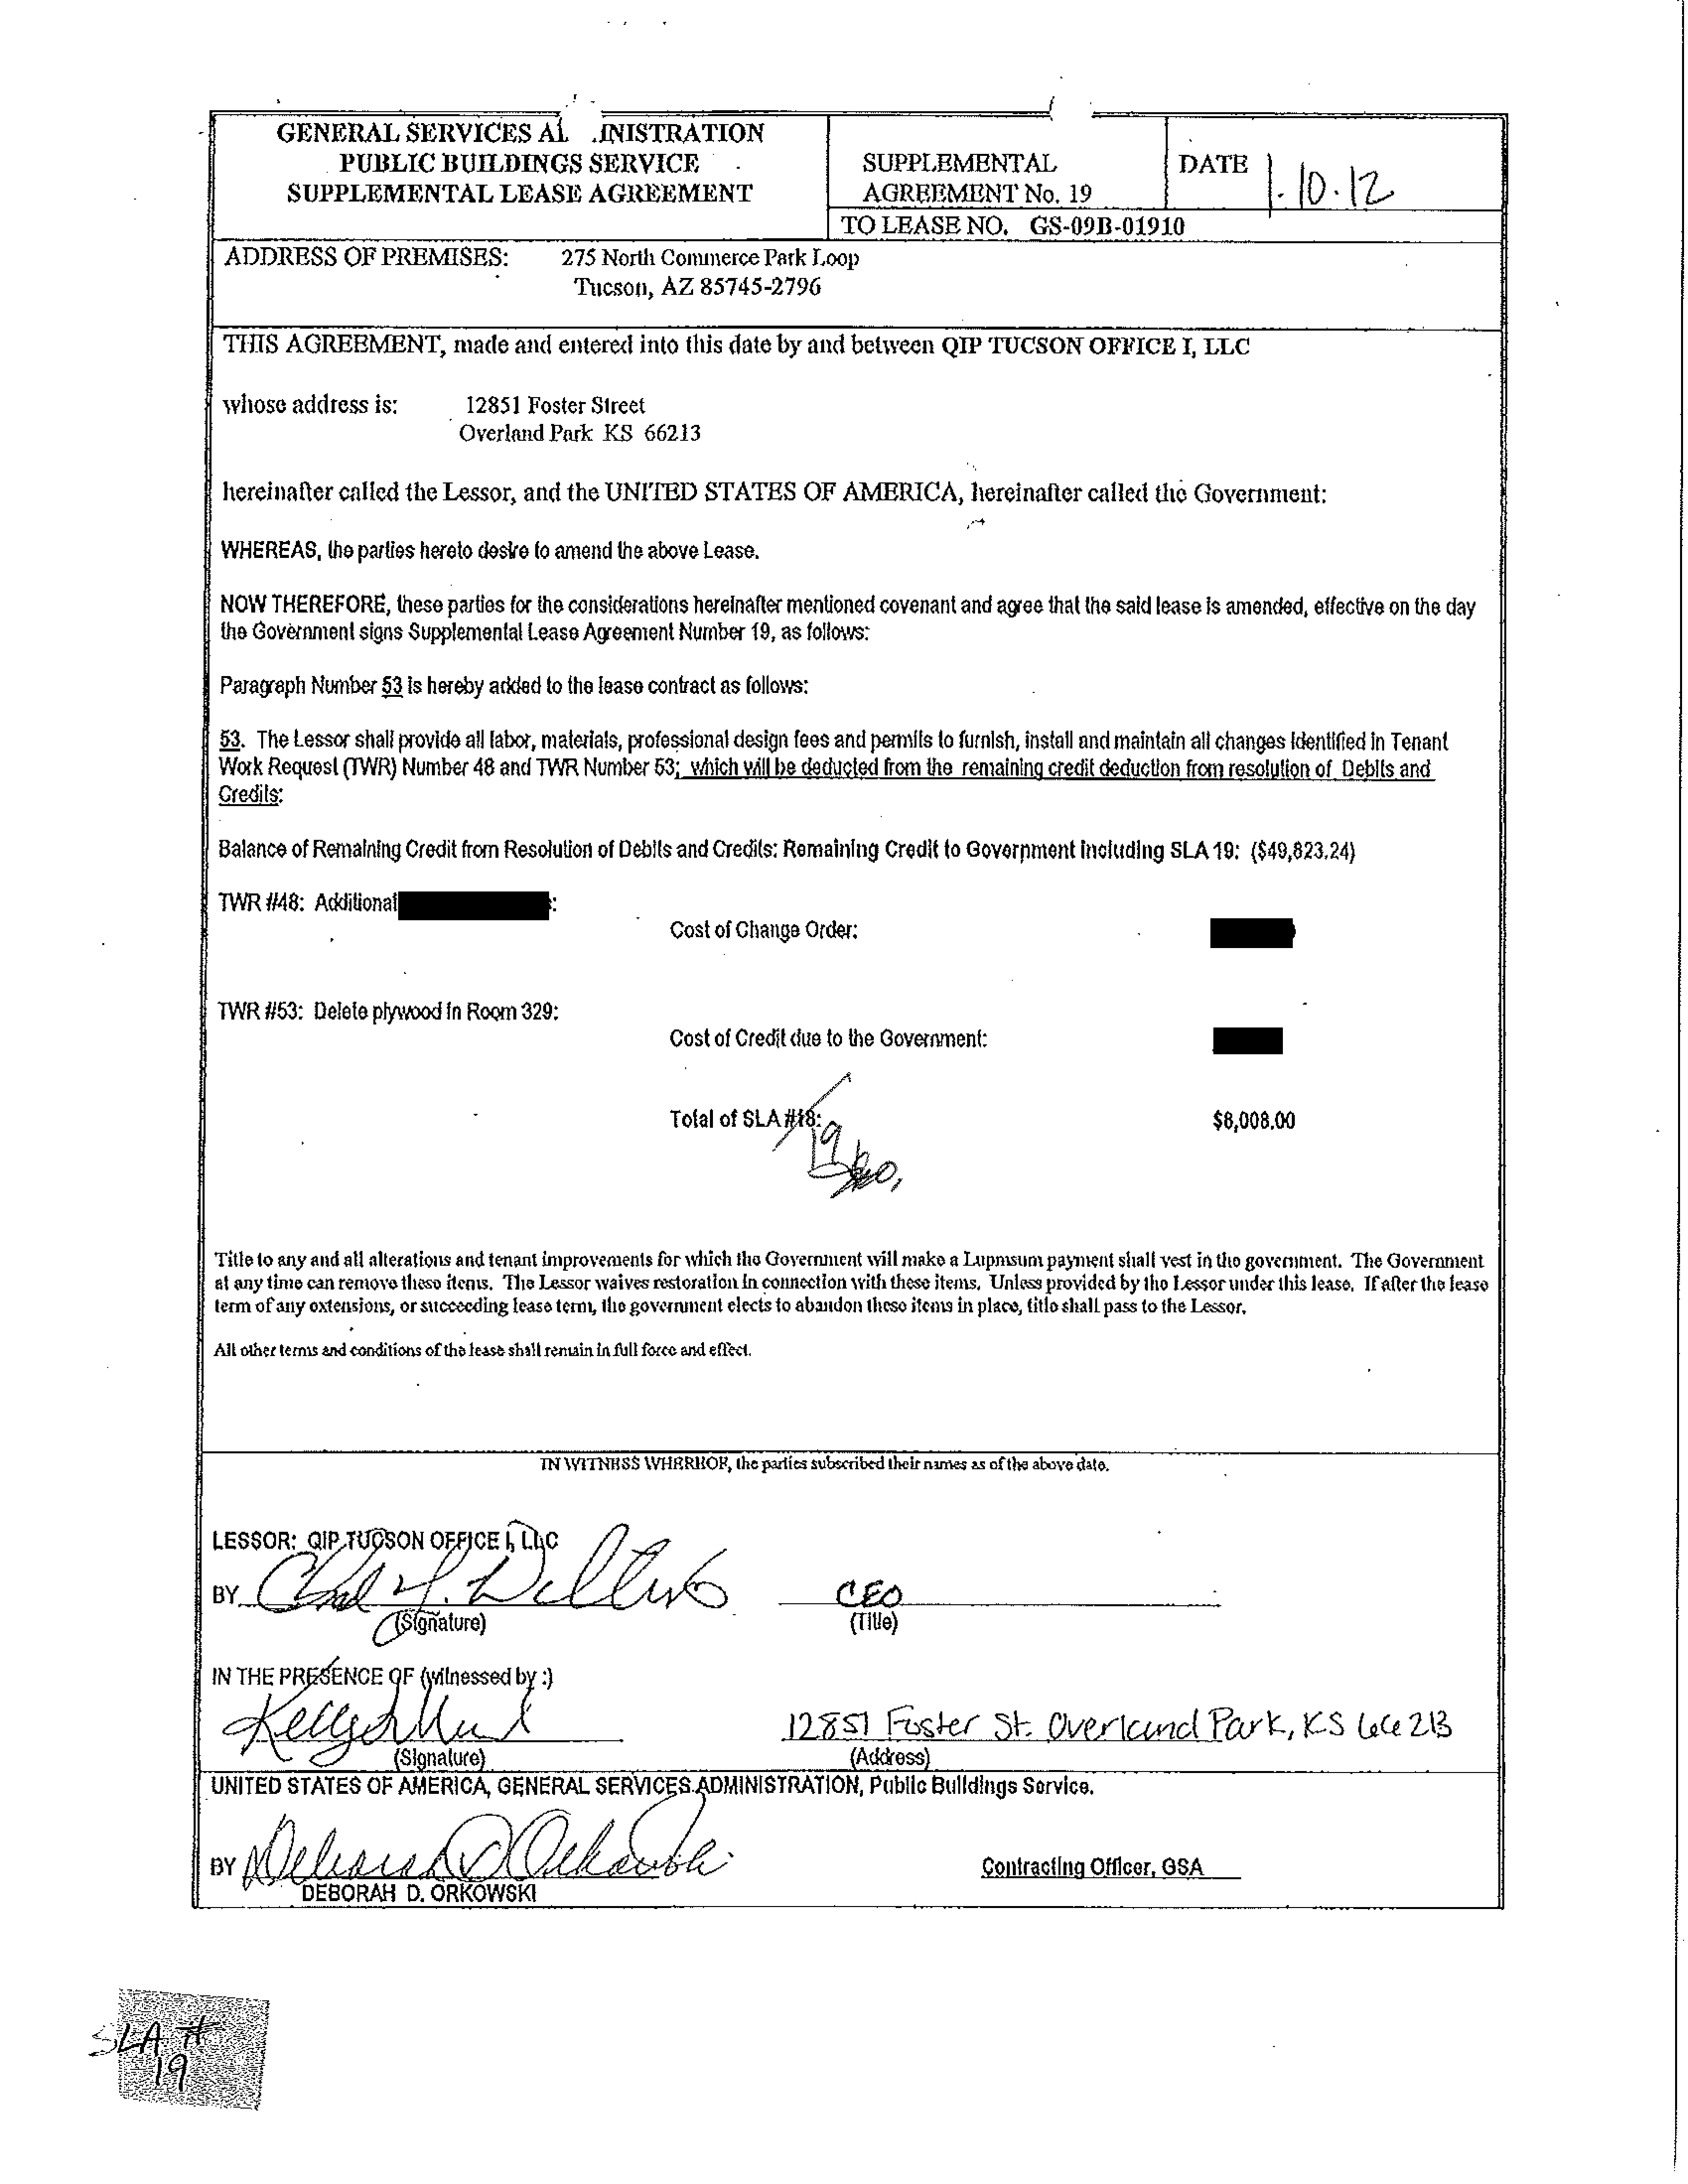 GENERAL SERVICES AL .INISTRATION
PUBLIC BUILDINGS SERVICE
SUPPLEMENTAL LEASE AGREEMENT
SUPPLEMENTAL
AGREEMENT No. 19
DATE 1.10.12
TO LEASE NO. GS-09B-01910
ADDRESS OF PREMISES: 275 North Commerce Park Loop
Tucson, AZ 85745-2796
THIS AGREEMENT, made and entered into this date by and between QIP TUCSON OFFICE I, LLC
whose address is: 12851 Foster Street
Overland Park KS 66213
hereinafter called the Lessor, and the UNITED STATES OF AMERICA, hereinafter called the Government:
WHEREAS, the parties hereto desire to amend the above Lease.
NOW THEREFORE, these parties for the considerations hereinafter mentioned covenant and agree that the said lease is amended, effective on the day
the Government signs Supplemental Lease Agreement Number 19, as follows:
Paragraph Number 53 is hereby added to the lease contract as follows:
53. The Lessor shall provide all labor, materials, professional design fees and permits to furnish, install and maintain all changes identified in Tenant
Work Request (TWR) Number 48 and TWR Number 53; which will be deducted from the remaining credit deduction from resolution of Debits and
Credits:
Balance of Remaining Credit from Resolution of Debits and Credits: Remaining Credit to Government including SLA 19: ($49,823.24)
TWR #48: Additional
Cost of Change Order:
TWR #53: Delete plywood in Room 329:
Cost of Credit due to the Government:
Total of SLA #18: $8,008.00
19
Title to any and all alterations and tenant improvements for which the Government will make a Lupmsum payment shall vest in the government. The Government
at any time can remove these items. The Lessor waives restoration in connection with these items. Unless provided by the Lessor under this lease. If after the lease
term of any extensions, or succeeding lease term, the government elects to abandon these items in place, title shall pass to the Lessor.
All other terms and conditions of the lease shall remain in full force and effect.
IN WITNESS WHEREOF, the parties subscribed their names as of the above date.
LESSOR: QIP TUCSON OFFICE I, LLC
BY CEO
(Signature) (Title)
IN THE PRESENCE OF (witnessed by :)
12851 Foster St. Overland Park, KS 66213
(Signature) (Address)
UNITED STATES OF AMERICA, GENERAL SERVICES ADMINISTRATION, Public Buildings Service.
BY Deborah D Orkowski Contracting Officer, GSA
DEBORAH D. ORKOWSKI
SLA #
19